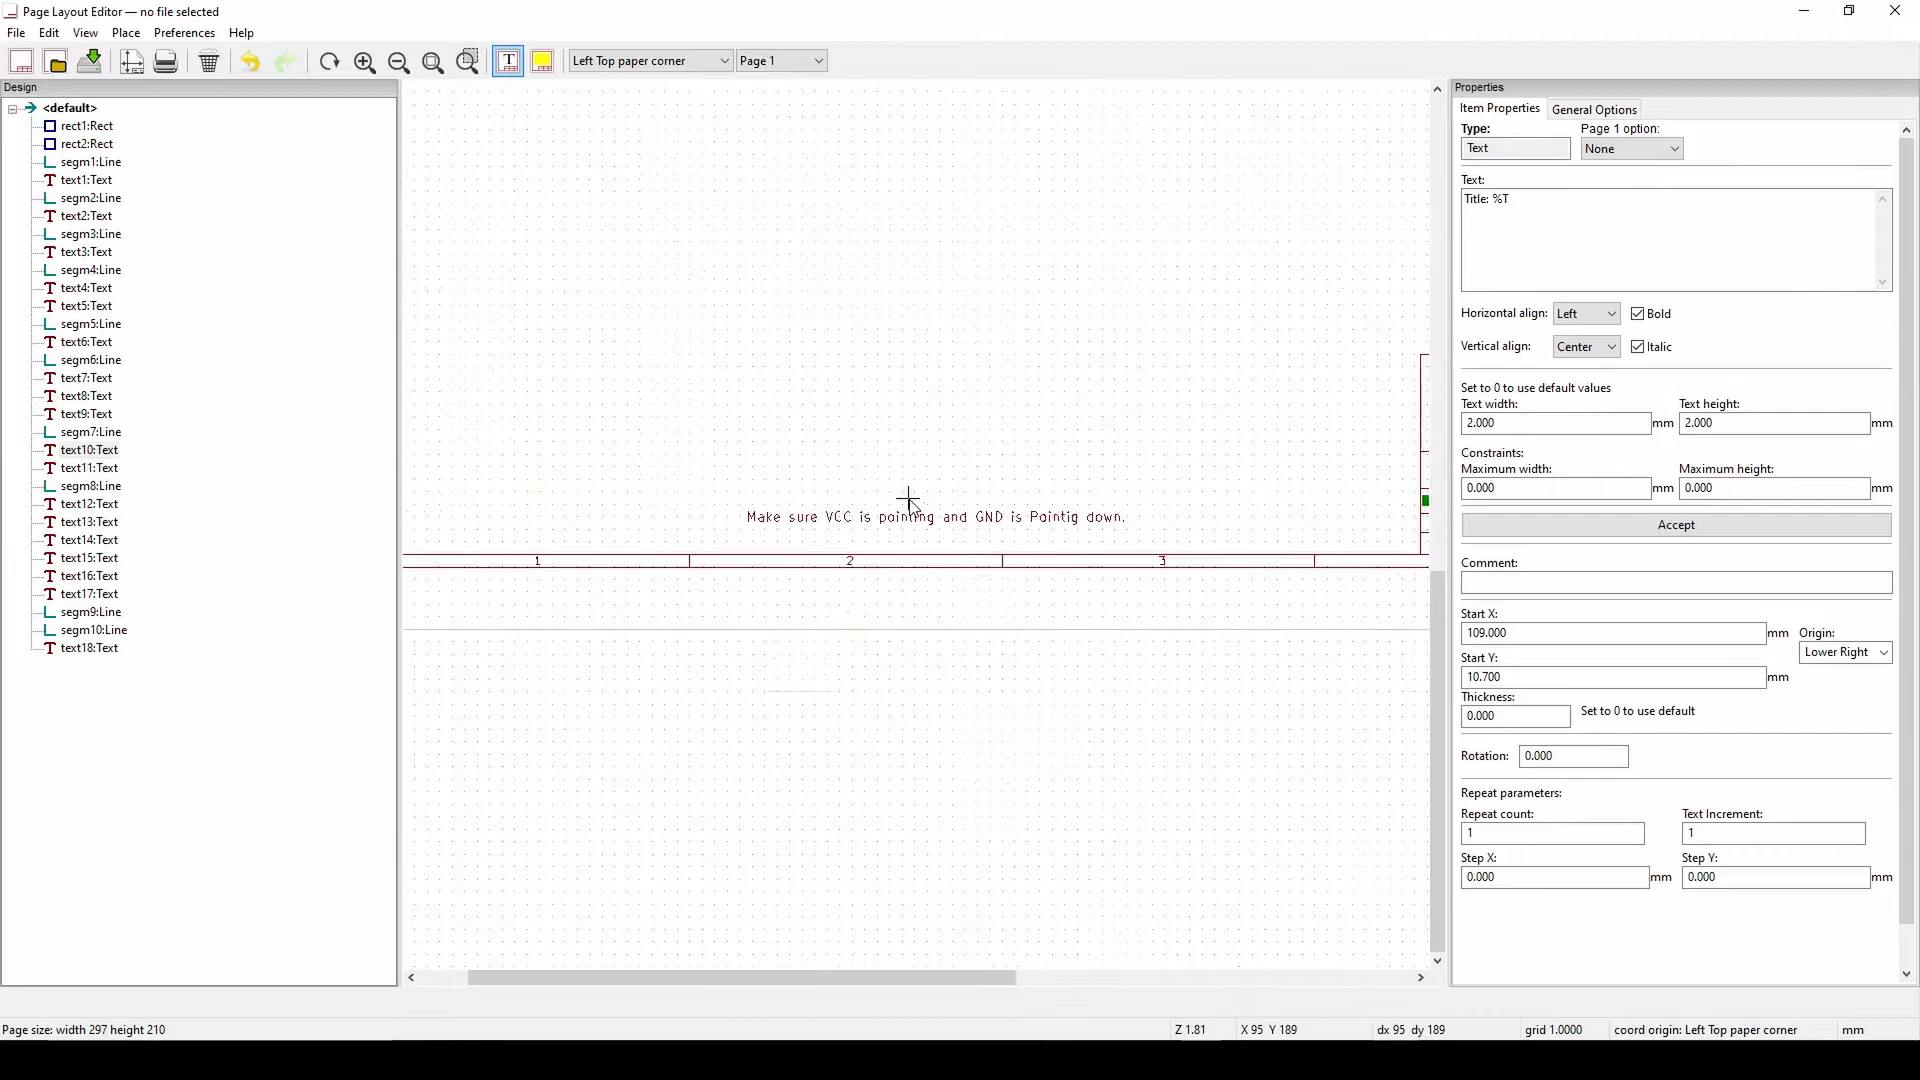 Page Layout Editor — no file selected
File Edit View Place Preferences Help
T Left Top paper corner Page 1
Design
<default>
rect1:Rect
rect2:Rect
segm1:Line
text1:Text
segm2:Line
text2:Text
segm3:Line
text3:Text
segm4:Line
text4:Text
text5:Text
segm5:Line
text6:Text
segm6:Line
text7:Text
text8:Text
text9:Text
segm7:Line
text10:Text
text11:Text
segm8:Line
text12:Text
text13:Text
text14:Text
text15:Text
text16:Text
text17:Text
segm9:Line
segm10:Line
text18:Text
Make sure VCC is pointing and GND is Pointig down.
1 2 3
Properties
Item Properties General Options
Type: Page 1 option:
Text None
Text:
Title: %T
Horizontal align: Left Bold
Vertical align: Center Italic
Set to 0 to use default values
Text width: Text height:
2.000 mm 2.000 mm
Constraints:
Maximum width: Maximum height:
0.000 mm 0.000 mm
Accept
Comment:
Start X:
109.000 mm Origin:
Lower Right
Start Y:
10.700 mm
Thickness:
0.000 Set to 0 to use default
Rotation: 0.000
Repeat parameters:
Repeat count: Text Increment:
1 1
Step X: Step Y:
0.000 mm 0.000 mm
Page size: width 297 height 210 Z 1.81 X 95 Y 189 dx 95 dy 189 grid 1.0000 coord origin: Left Top paper corner mm